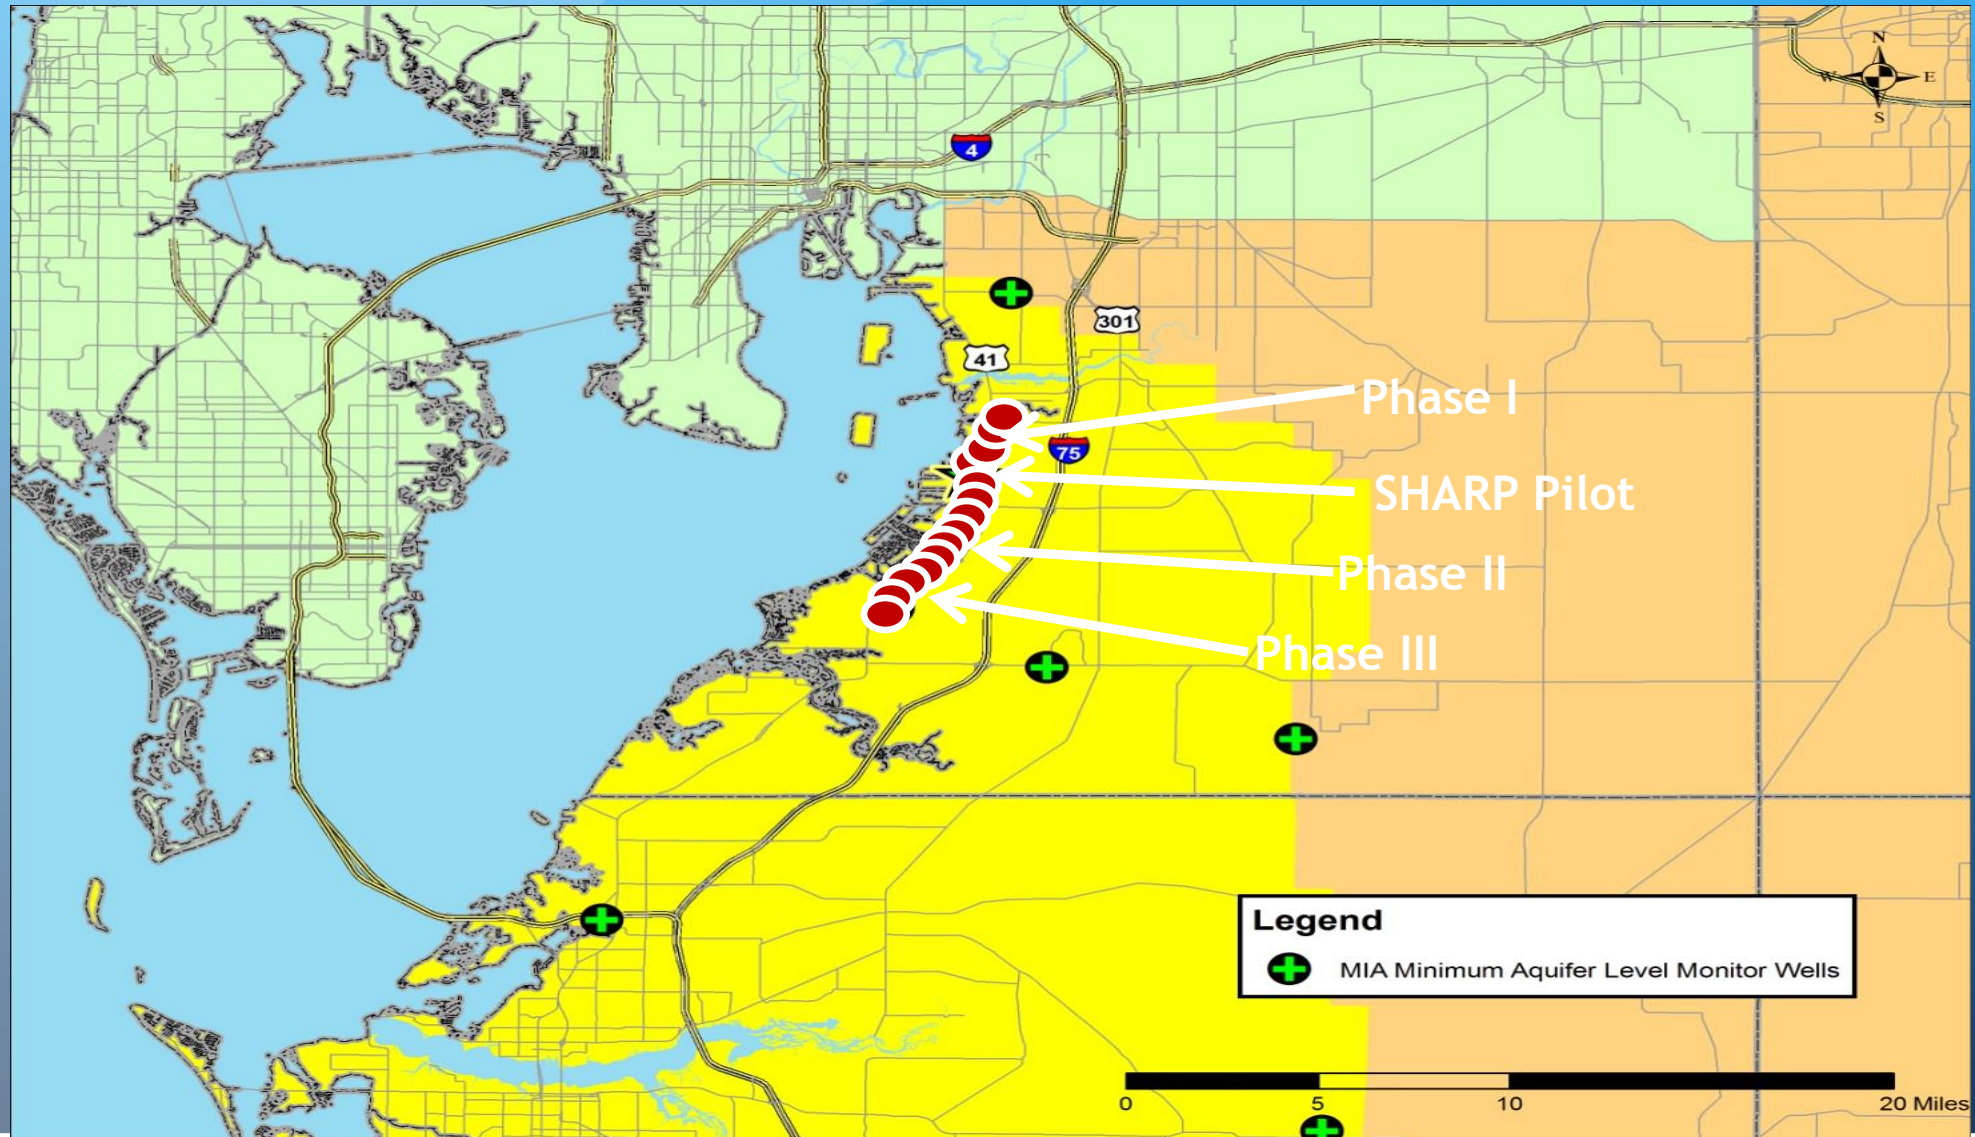 N
W E
S
4
301
41
Phase I
75
SHARP Pilot
Phase II
Phase III
Legend
MIA Minimum Aquifer Level Monitor Wells
0 5 10 20 Miles